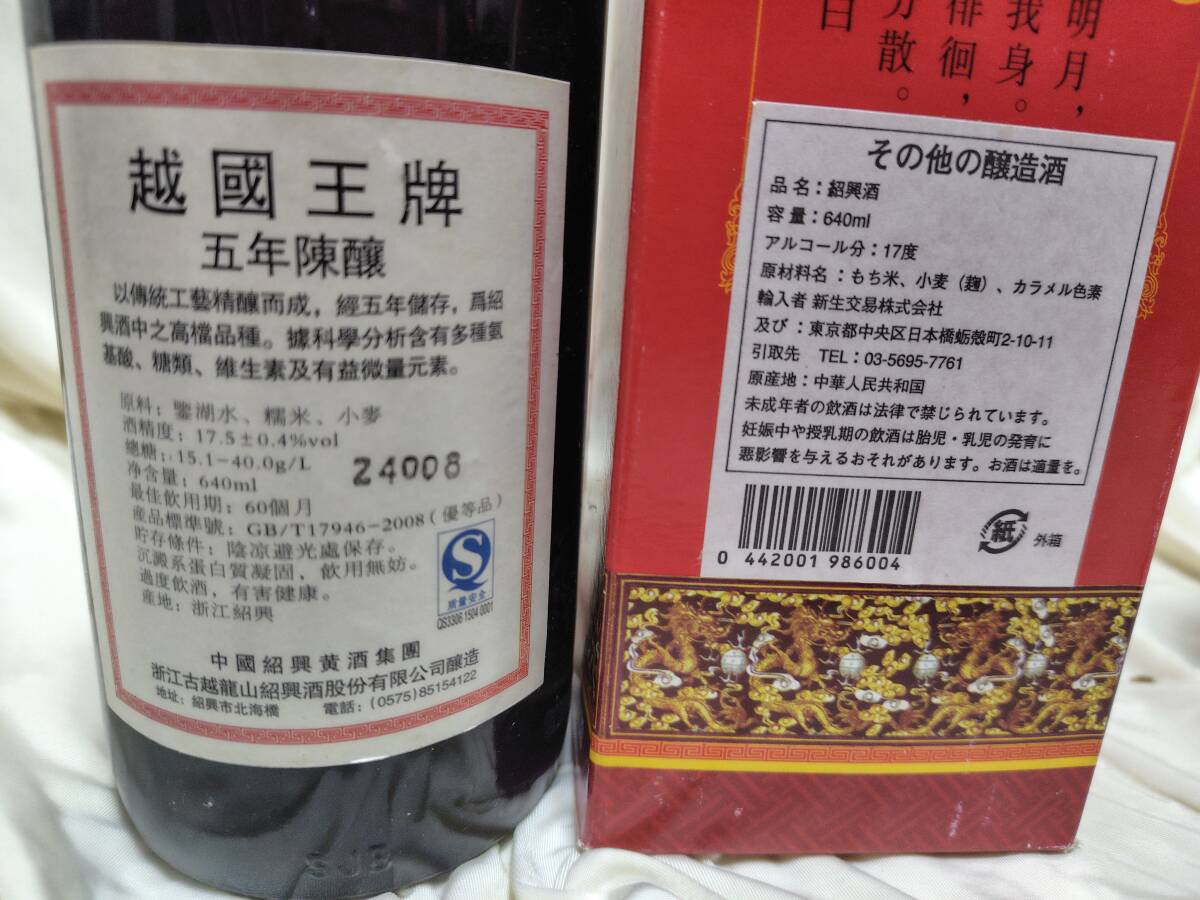 越國王牌
五年陳釀
以傳統工藝精釀而成，經五年儲存，爲紹
興酒中之高檔品種。據科學分析含有多種氨
基酸、糖類、維生素及有益微量元素。
原料：鑒湖水、糯米、小麥
酒精度：17.5±0.4%vol
總糖：15.1-40.0g/L
净含量：640ml
24008
最佳飲用期：60個月
産品標準號：GB/T17946-2008（優等品）
貯存條件：陰凉避光處保存。
沉澱系蛋白質凝固，飲用無妨。
過度飲酒，有害健康。
産地：浙江紹興
质量安全
QS3306 1504 0001
中國紹興黄酒集團
浙江古越龍山紹興酒股份有限公司釀造
地址：紹興市北海橋 電話：(0575)85154122
SJB
明月，
我身。
徘徊，
分散。
白
その他の醸造酒
品名：紹興酒
容量：640ml
アルコール分：17度
原材料名：もち米、小麦（麹）、カラメル色素
輸入者 新生交易株式会社
及び：東京都中央区日本橋蛎殻町2-10-11
引取先 TEL：03-5695-7761
原産地：中華人民共和国
未成年者の飲酒は法律で禁じられています。
妊娠中や授乳期の飲酒は胎児・乳児の発育に
悪影響を与えるおそれがあります。お酒は適量を。
0 442001 986004
紙 外箱